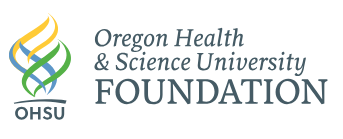 OHSU
Oregon Health
& Science University
FOUNDATION